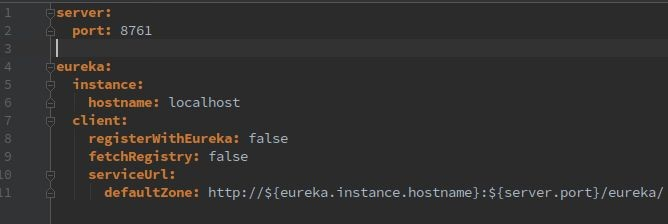 1 server:
2   port: 8761
3
4 eureka:
5   instance:
6     hostname: localhost
7   client:
8     registerWithEureka: false
9     fetchRegistry: false
10     serviceUrl:
11       defaultZone: http://${eureka.instance.hostname}:${server.port}/eureka/